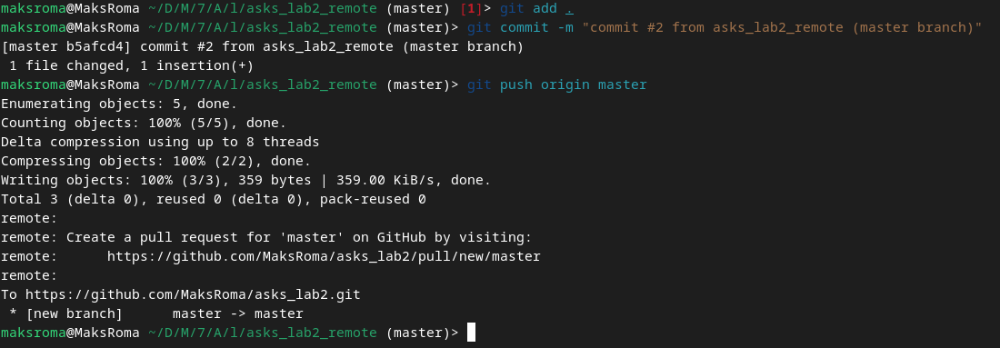 maksroma@MaksRoma ~/D/M/7/A/l/asks_lab2_remote (master) [1]> git add .
maksroma@MaksRoma ~/D/M/7/A/l/asks_lab2_remote (master)> git commit -m "commit #2 from asks_lab2_remote (master branch)"
[master b5afcd4] commit #2 from asks_lab2_remote (master branch)
 1 file changed, 1 insertion(+)
maksroma@MaksRoma ~/D/M/7/A/l/asks_lab2_remote (master)> git push origin master
Enumerating objects: 5, done.
Counting objects: 100% (5/5), done.
Delta compression using up to 8 threads
Compressing objects: 100% (2/2), done.
Writing objects: 100% (3/3), 359 bytes | 359.00 KiB/s, done.
Total 3 (delta 0), reused 0 (delta 0), pack-reused 0
remote:
remote: Create a pull request for 'master' on GitHub by visiting:
remote:      https://github.com/MaksRoma/asks_lab2/pull/new/master
remote:
To https://github.com/MaksRoma/asks_lab2.git
 * [new branch]      master -> master
maksroma@MaksRoma ~/D/M/7/A/l/asks_lab2_remote (master)>